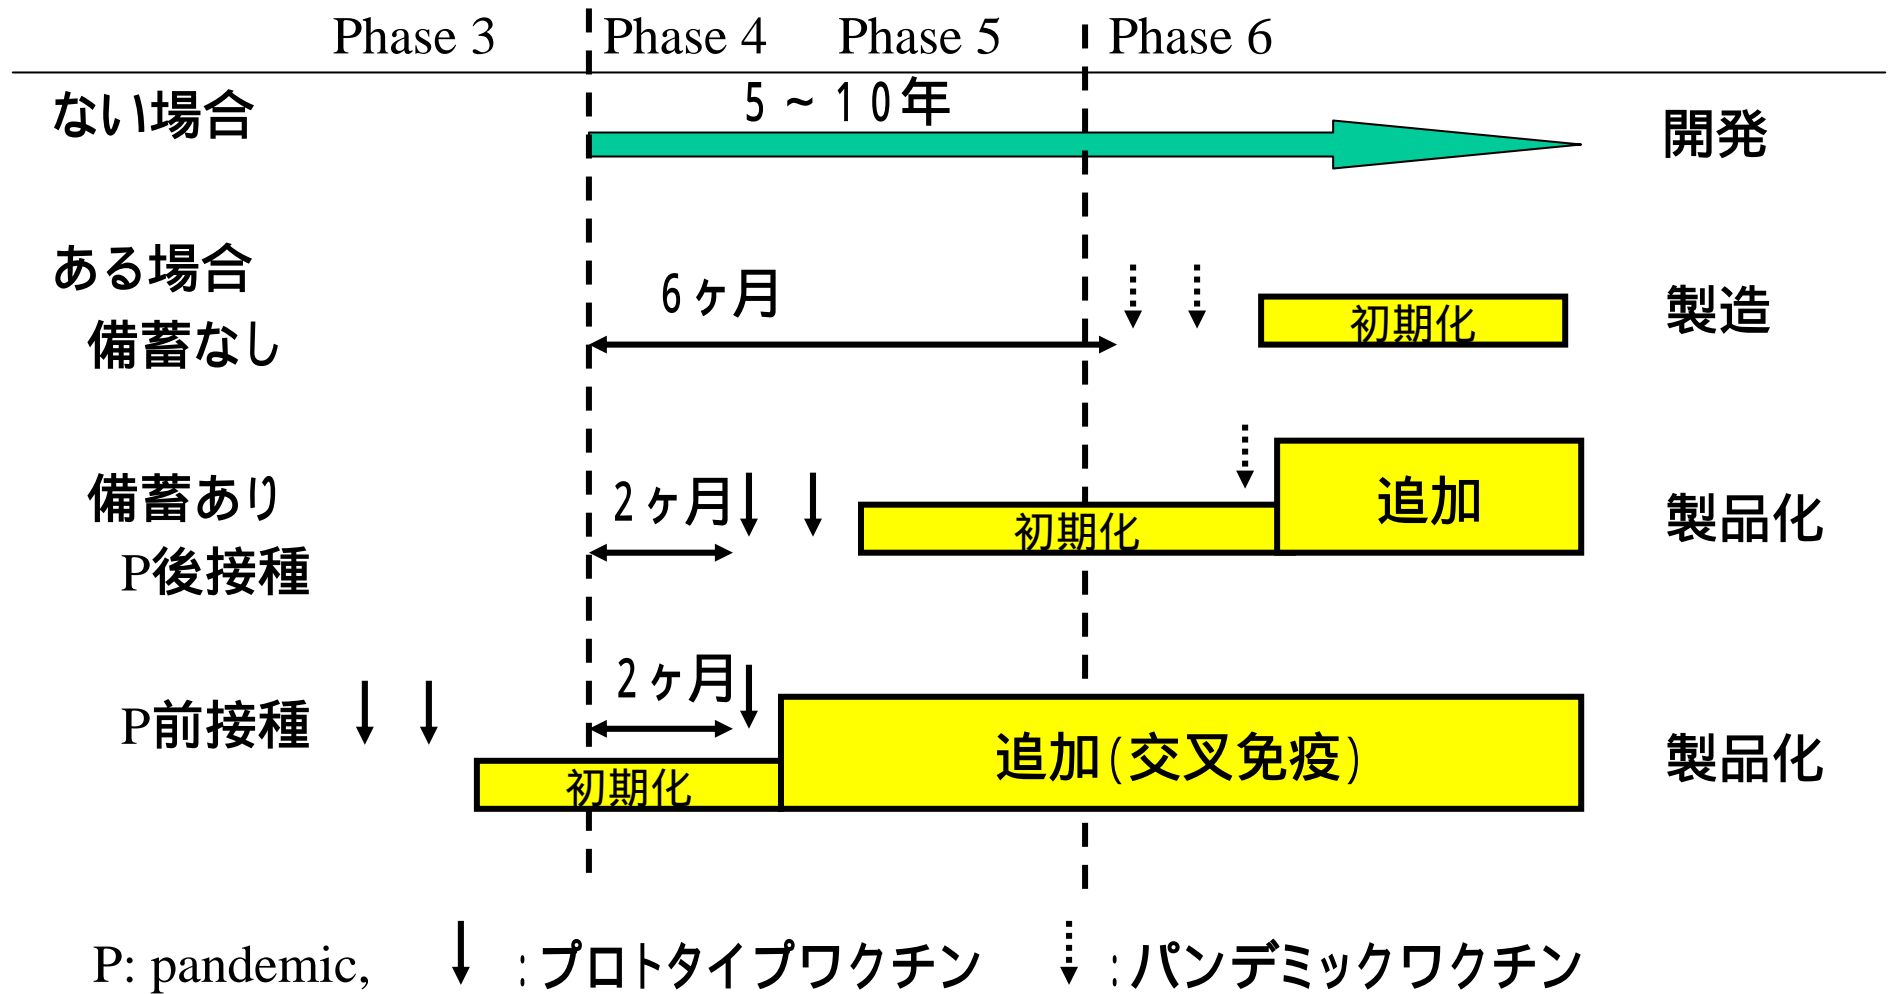 Phase 3 Phase 4 Phase 5 Phase 6
ない場合 5~10年 開発
ある場合
備蓄なし 6ヶ月 初期化 製造
備蓄あり 2ヶ月 初期化 追加 製品化
P後接種
P前接種 2ヶ月 初期化 追加(交叉免疫) 製品化
P: pandemic, :プロトタイプワクチン :パンデミックワクチン